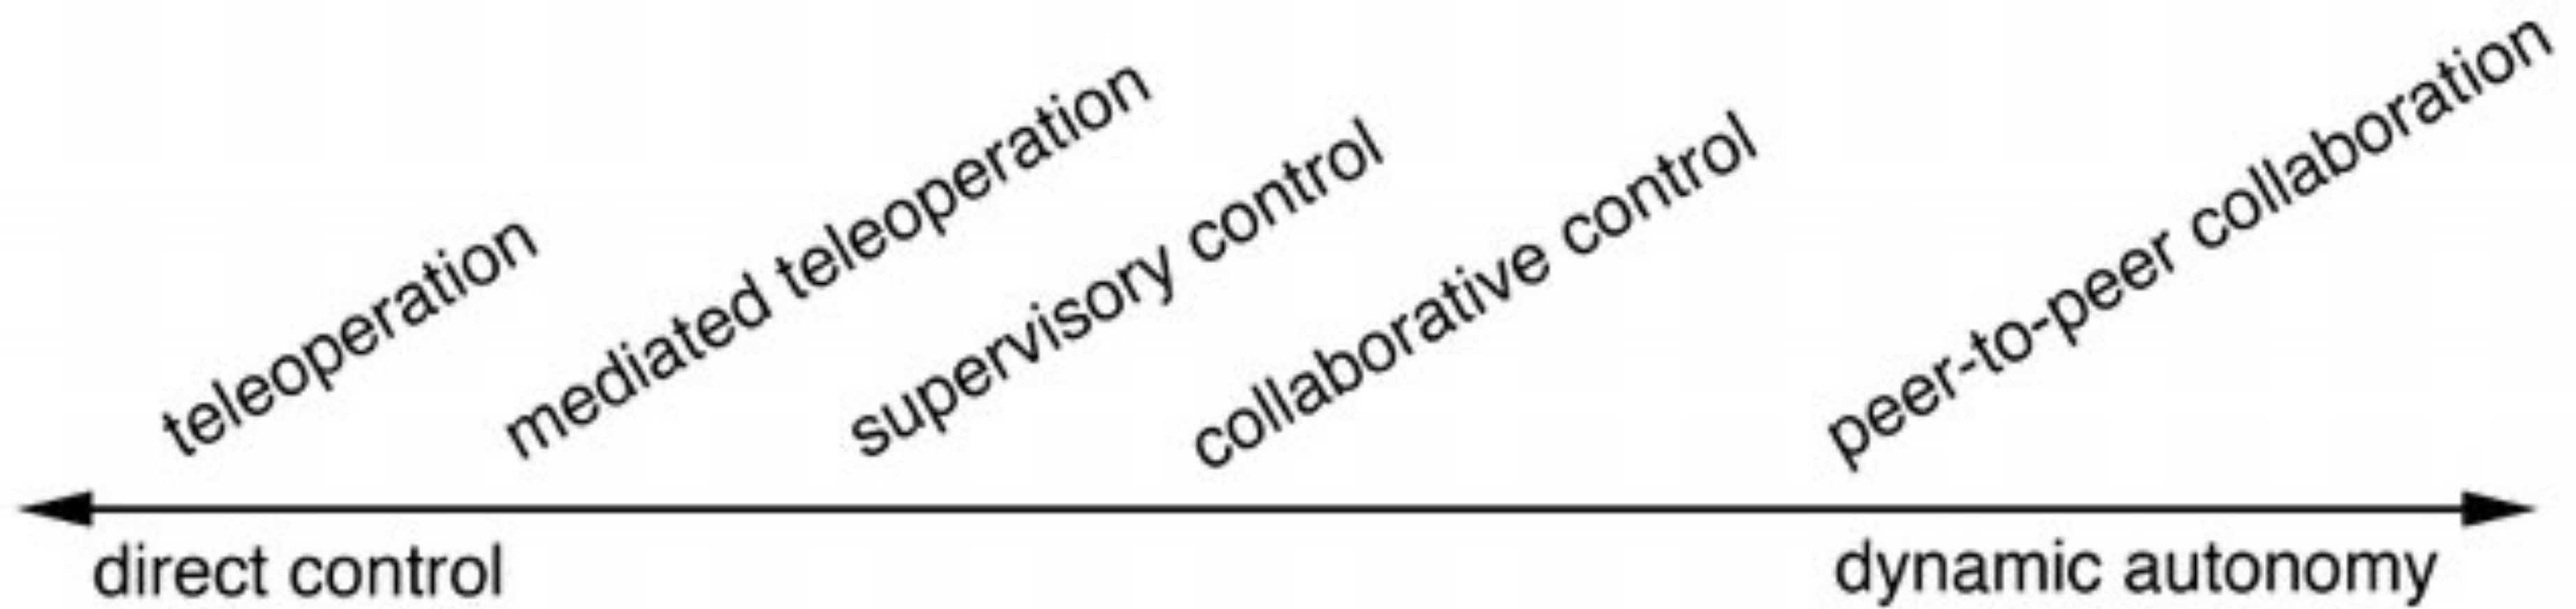 teleoperation
mediated teleoperation
supervisory control
collaborative control
peer-to-peer collaboration
direct control
dynamic autonomy